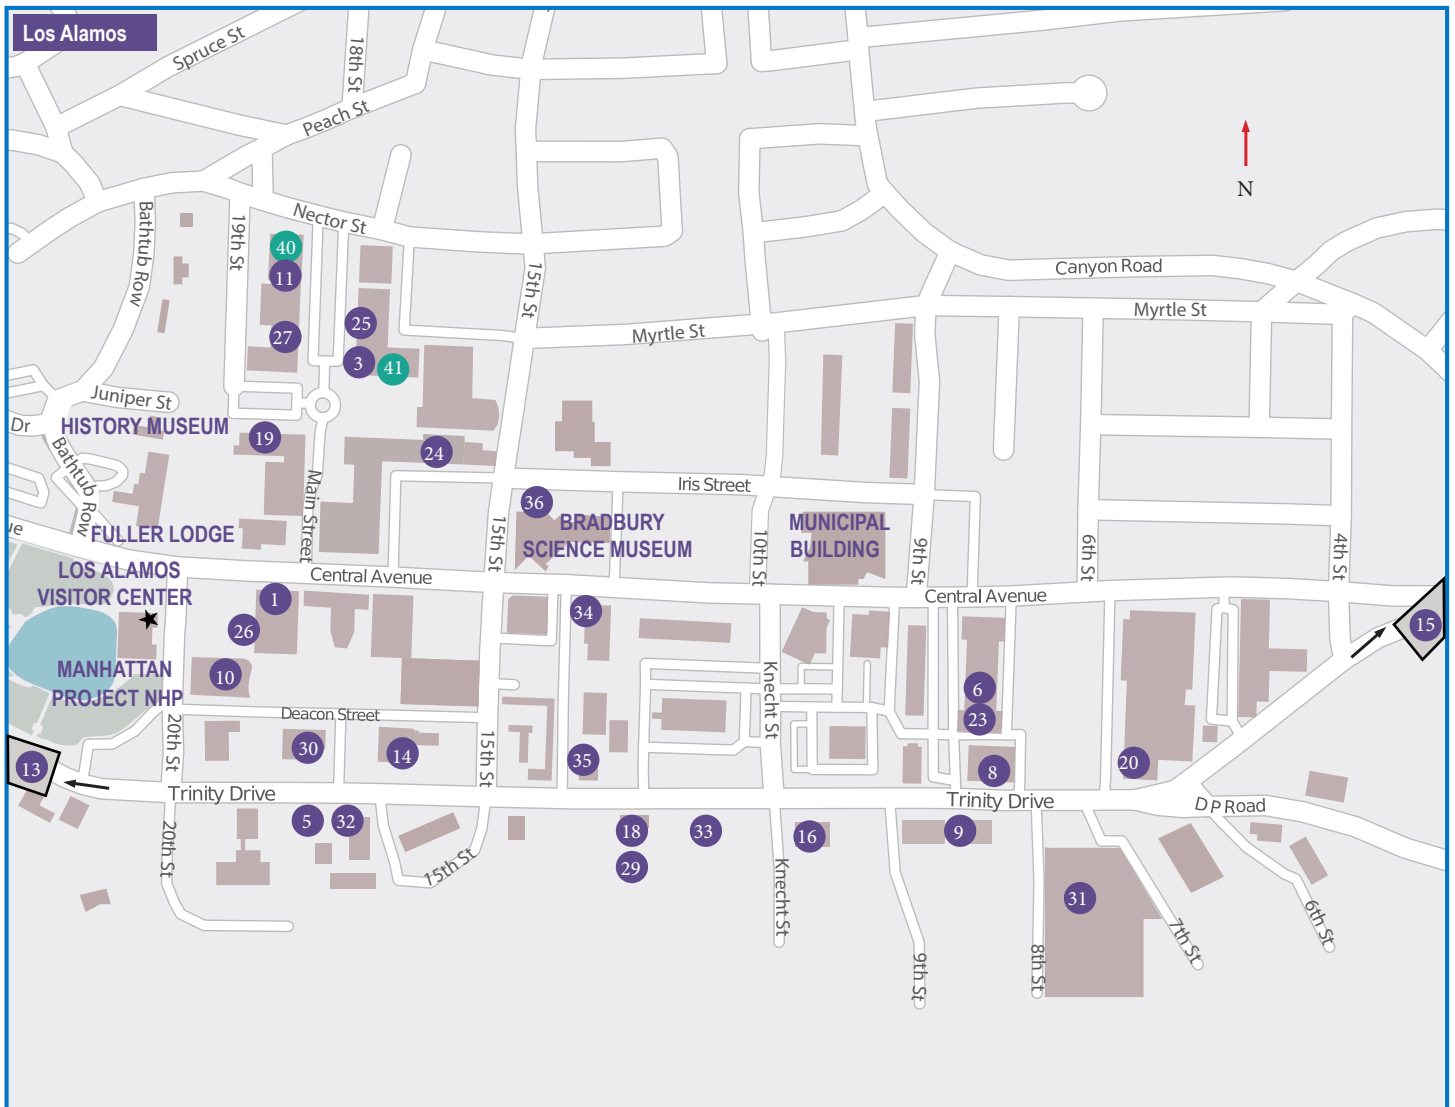 Los Alamos
Spruce St
18th St
Peach St
N
Bathtub Row
19th St
Nector St
40
11
27
25
3
41
15th St
Canyon Road
Myrtle St
Myrtle St
Juniper St
Dr
HISTORY MUSEUM
19
24
Bathtub Row
Main Street
Iris Street
36
BRADBURY
SCIENCE MUSEUM
MUNICIPAL
BUILDING
15th St
10th St
9th St
6th St
4th St
ue
FULLER LODGE
LOS ALAMOS
VISITOR CENTER
Central Avenue
Central Avenue
1
26
10
34
15
MANHATTAN
PROJECT NHP
Knecht St
6
23
Deacon Street
20th St
30
14
15th St
35
8
20
13
Trinity Drive
Trinity Drive
D P Road
5
32
18
33
16
9
29
20th St
15th St
Knecht St
31
9th St
8th St
7th St
6th St